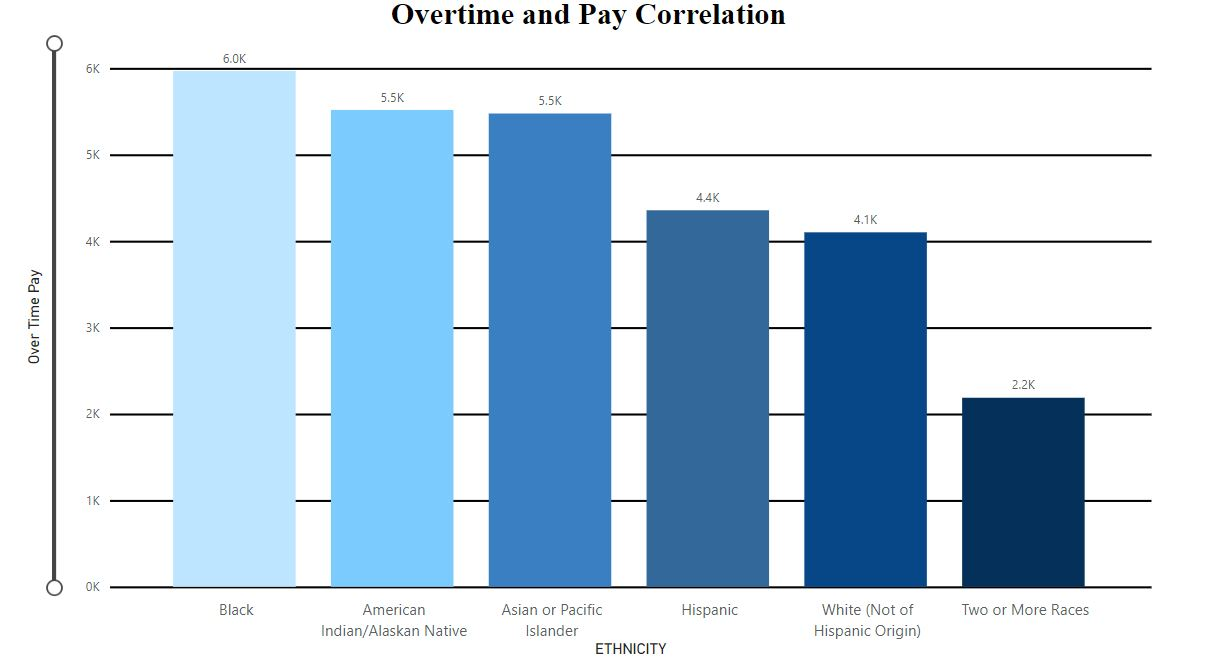 Overtime and Pay Correlation
6.0K
6K
5.5K
5.5K
5K
4.4K
4.1K
4K
Over Time Pay
3K
2.2K
2K
1K
0K
Black
American
Indian/Alaskan Native
Asian or Pacific
Islander
Hispanic
White (Not of
Hispanic Origin)
Two or More Races
ETHNICITY